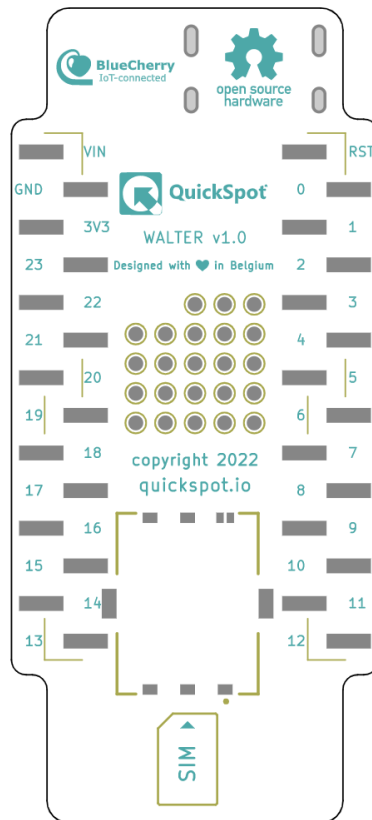 BlueCherry
IoT-connected
open source
hardware
VIN
RST
GND
QuickSpot
0
3V3
1
WALTER v1.0
23
2
Designed with ♥ in Belgium
22
3
21
4
20
5
19
6
18
7
copyright 2022
17
8
quickspot.io
16
9
15
10
14
11
13
12
SIM